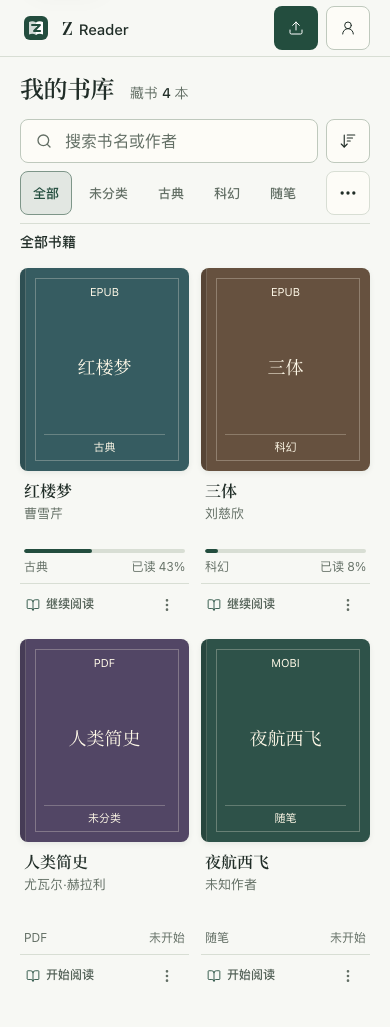 Z Reader
我的书库 藏书 4 本
搜索书名或作者
全部 未分类 古典 科幻 随笔
全部书籍
EPUB
红楼梦
古典
红楼梦
曹雪芹
古典 已读 43%
继续阅读
EPUB
三体
科幻
三体
刘慈欣
科幻 已读 8%
继续阅读
PDF
人类简史
未分类
人类简史
尤瓦尔·赫拉利
PDF 未开始
开始阅读
MOBI
夜航西飞
随笔
夜航西飞
未知作者
随笔 未开始
开始阅读